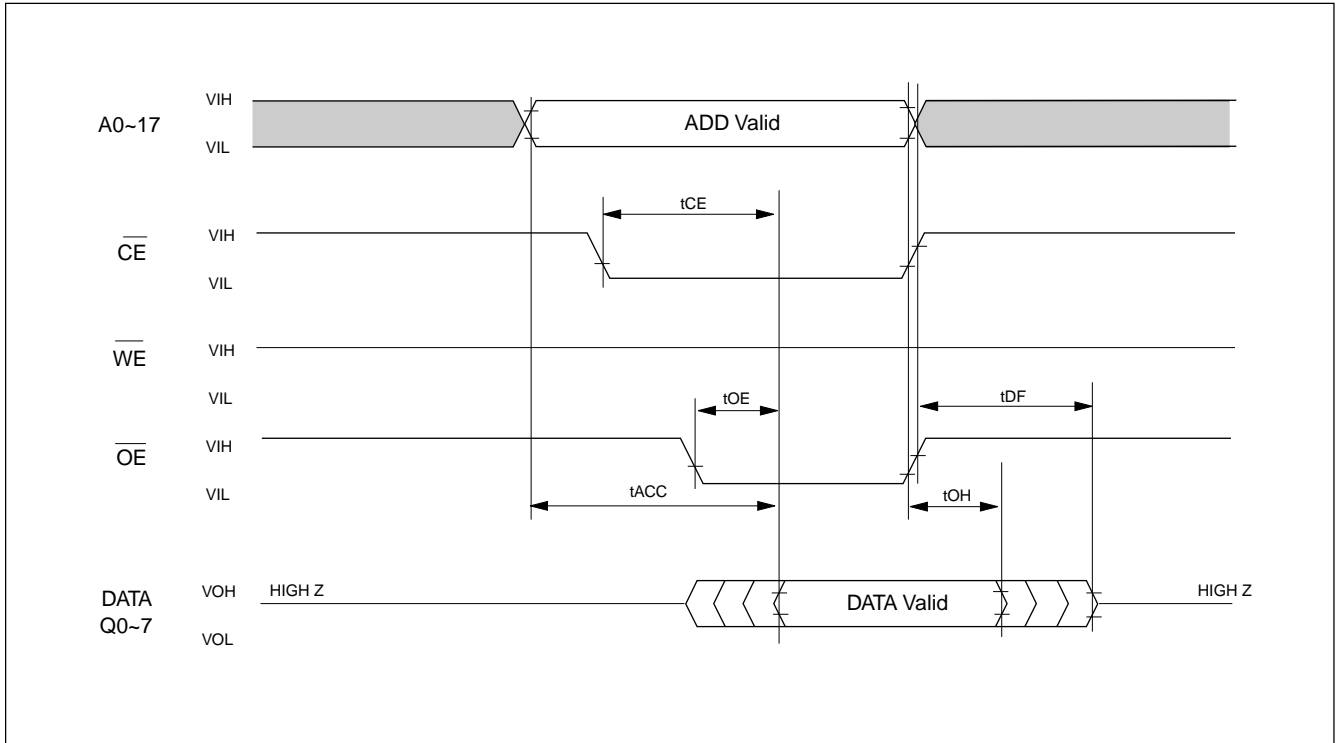 VIH
A0~17
VIL
ADD Valid
tCE
VIH
CE
VIL
VIH
WE
VIL
tOE
tDF
VIH
OE
VIL
tACC
tOH
VOH
HIGH Z
DATA
Q0~7
VOL
DATA Valid
HIGH Z